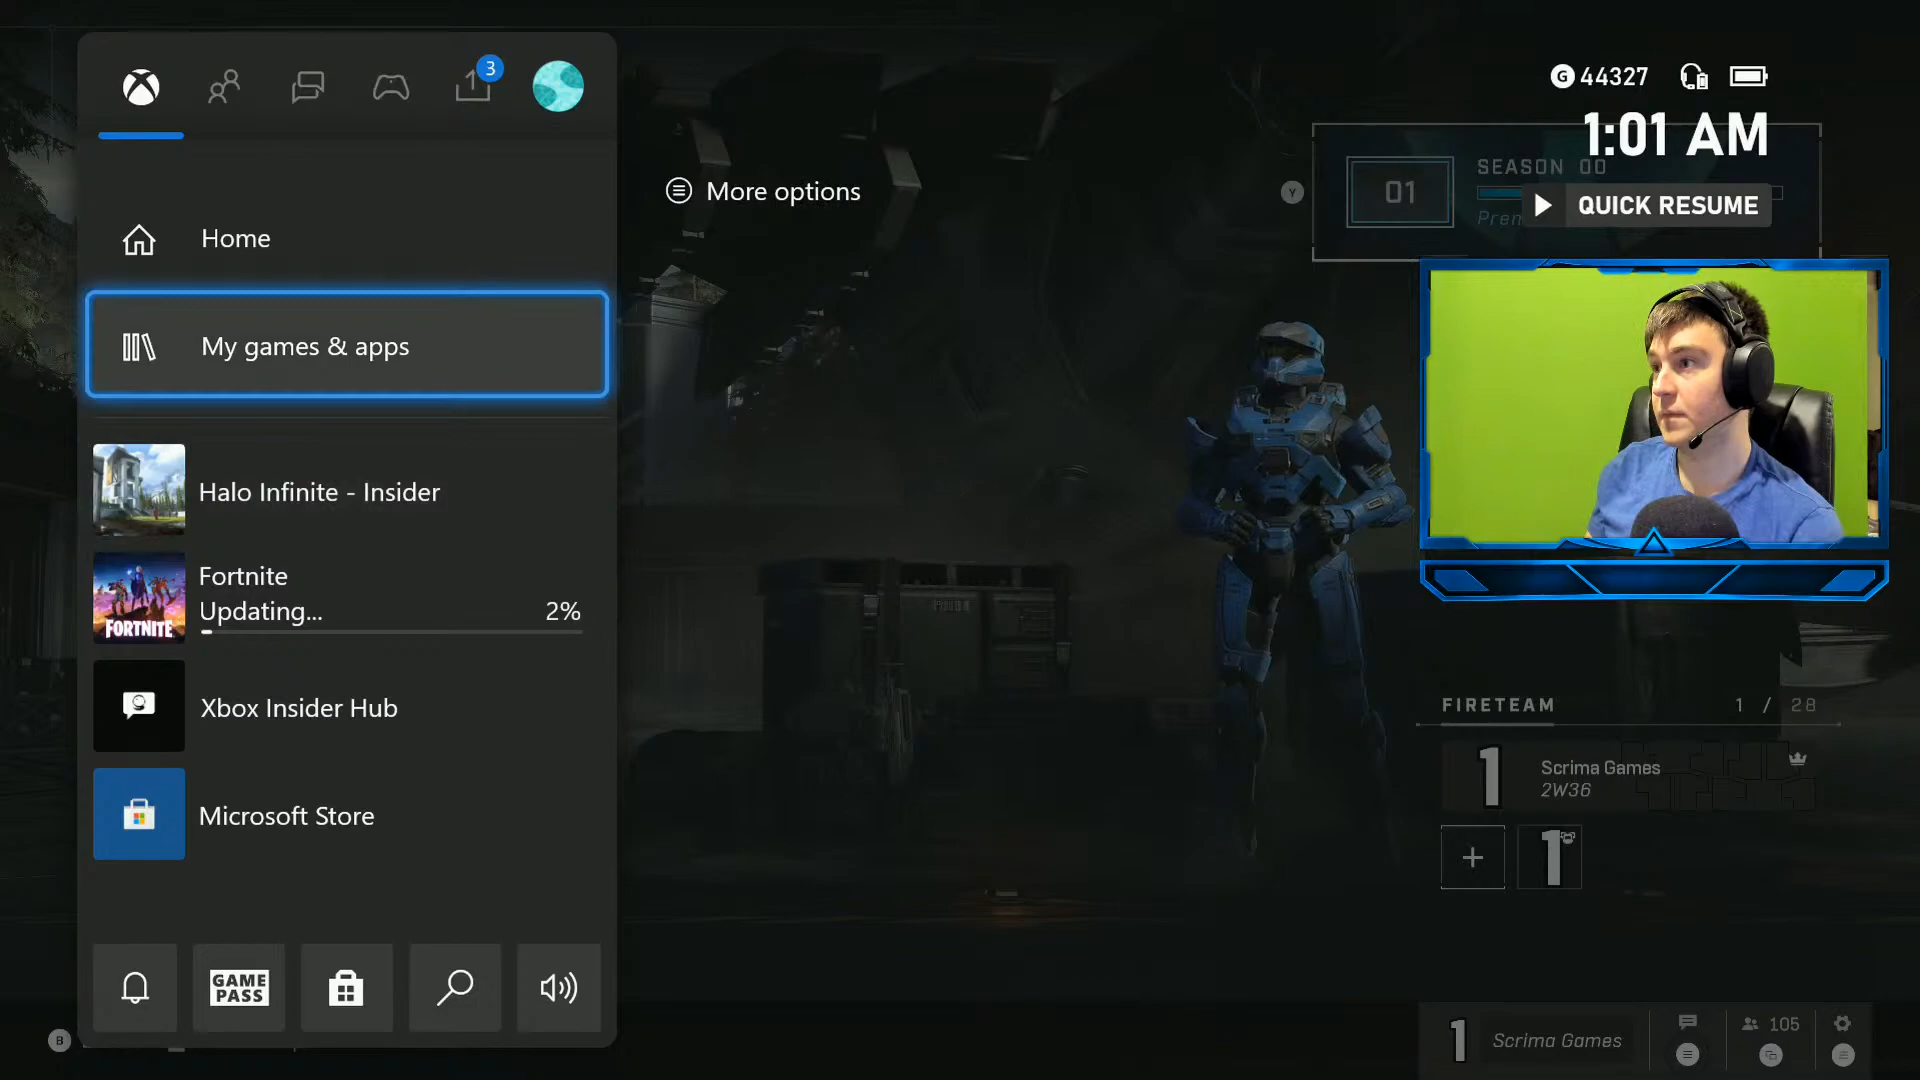 3
G 44327
1:01 AM
QUICK RESUME
SEASON 00
01
Y
More options
Home
My games & apps
Halo Infinite - Insider
Fortnite
Updating...
2%
FORTNITE
Xbox Insider Hub
Microsoft Store
GAME
PASS
B
FIRETEAM
1 / 28
1
Scrima Games
2W36
+
1
1
Scrima Games
105